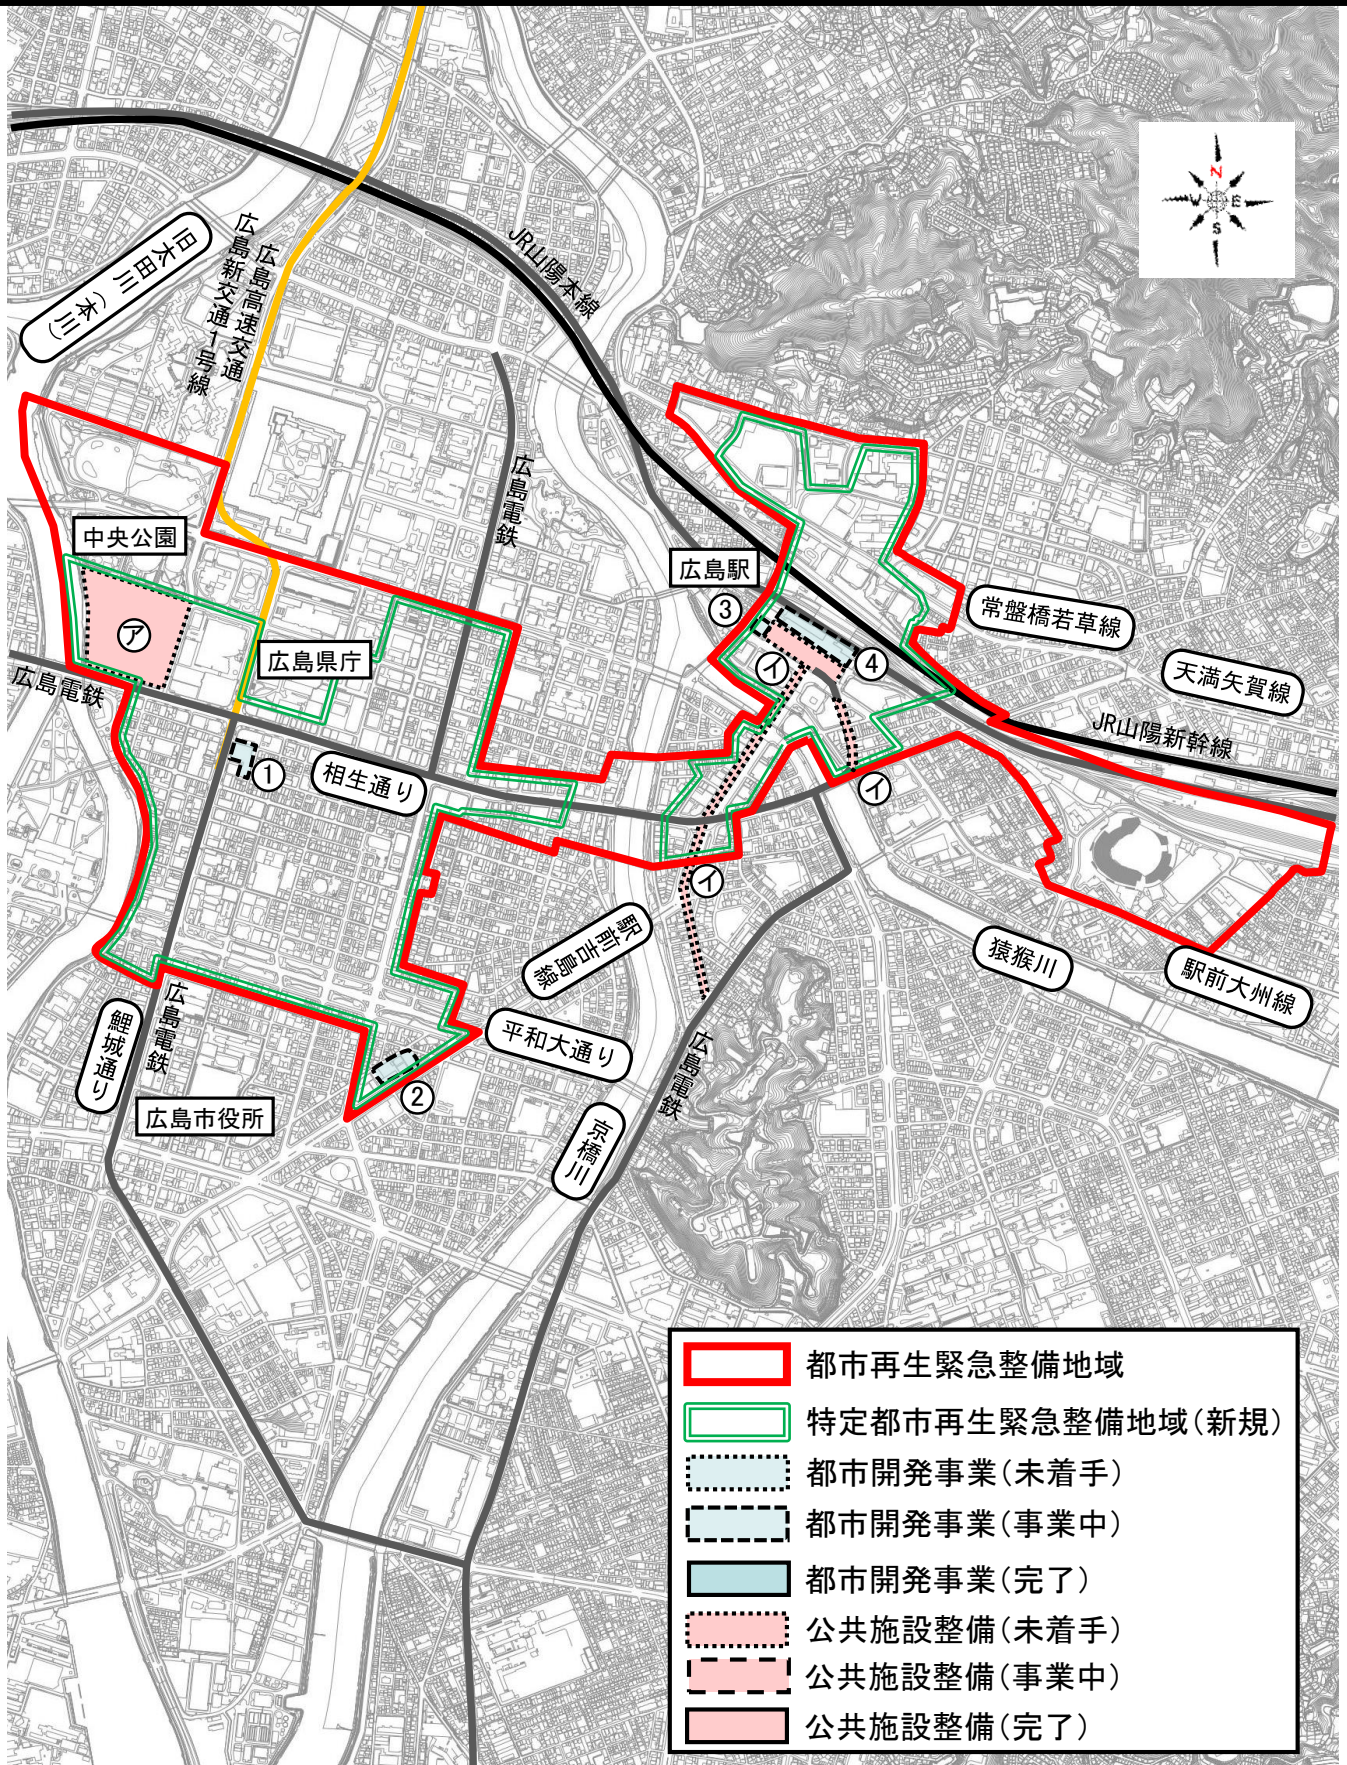 N
W
E
S
旧太田川（本川）
広島高速交通
広島新交通1号線
JR山陽本線
広島電鉄
中央公園
㋐
広島駅
③
④
㋑
常盤橋若草線
天満矢賀線
JR山陽新幹線
広島県庁
広島電鉄
①
相生通り
㋑
㋑
駅前吉島線
猿猴川
駅前大州線
鯉城通り
広島電鉄
平和大通り
②
広島電鉄
広島市役所
京橋川
都市再生緊急整備地域
特定都市再生緊急整備地域（新規）
都市開発事業（未着手）
都市開発事業（事業中）
都市開発事業（完了）
公共施設整備（未着手）
公共施設整備（事業中）
公共施設整備（完了）